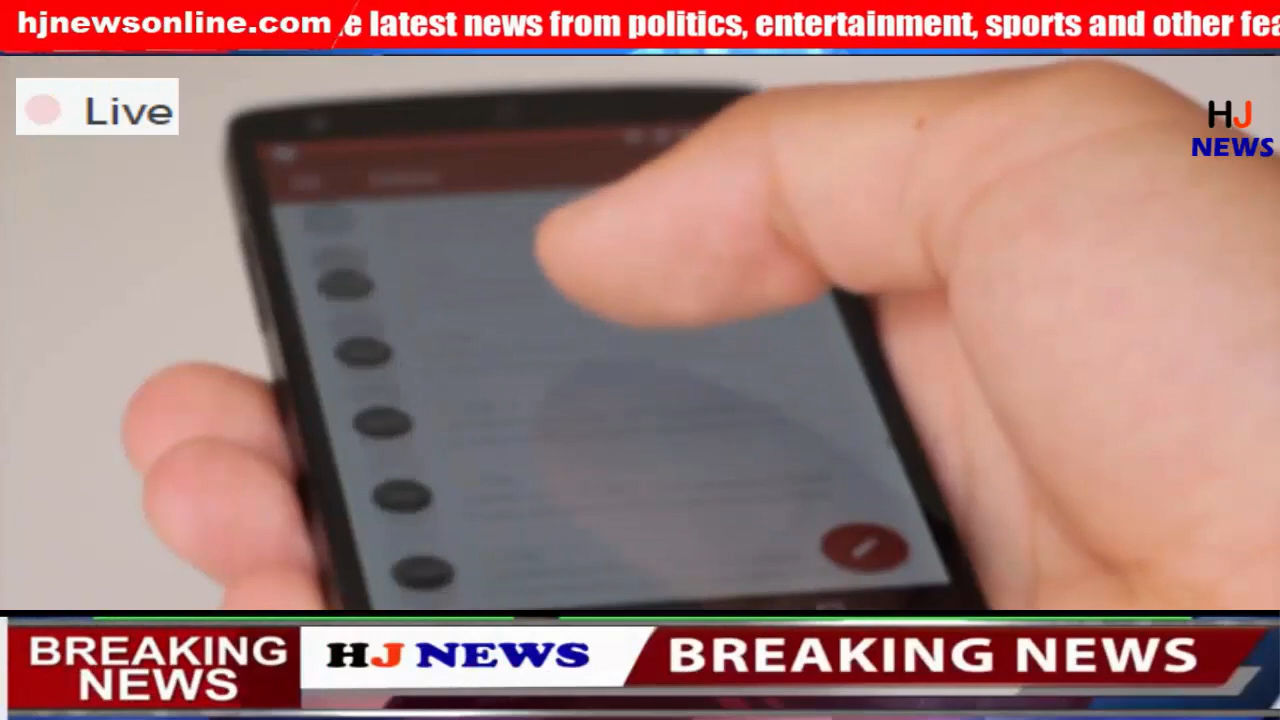 hjnewsonline.com
latest news from politics, entertainment, sports and other
Live
HJ
NEWS
BREAKING
NEWS
HJ NEWS
BREAKING NEWS